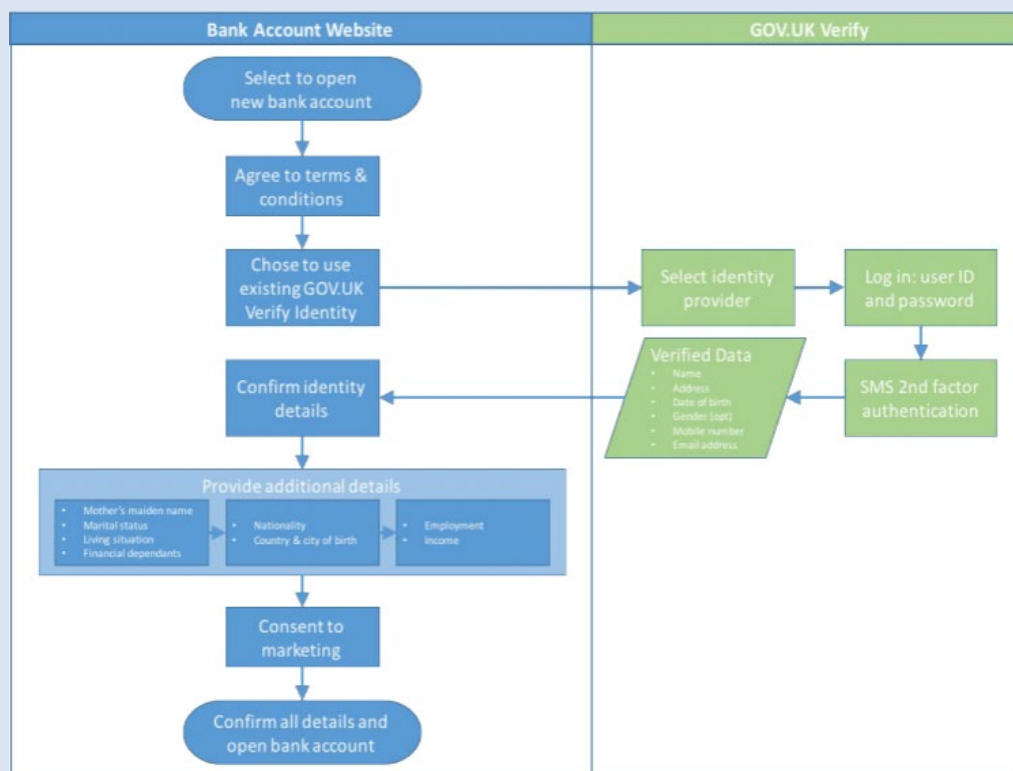 Bank Account Website
GOV.UK Verify
Select to open
new bank account
Agree to terms &
conditions
Chose to use
existing GOV.UK
Verify Identity
Select identity
provider
Log in: user ID
and password
SMS 2nd factor
authentication
Verified Data
• Name
• Address
• Date of birth
• Gender (opt)
• Mobile number
• Email address
Confirm identity
details
Provide additional details
• Mother's maiden name
• Marital status
• Living situation
• Financial dependants
• Nationality
• Country & city of birth
• Employment
• Income
Consent to
marketing
Confirm all details and
open bank account